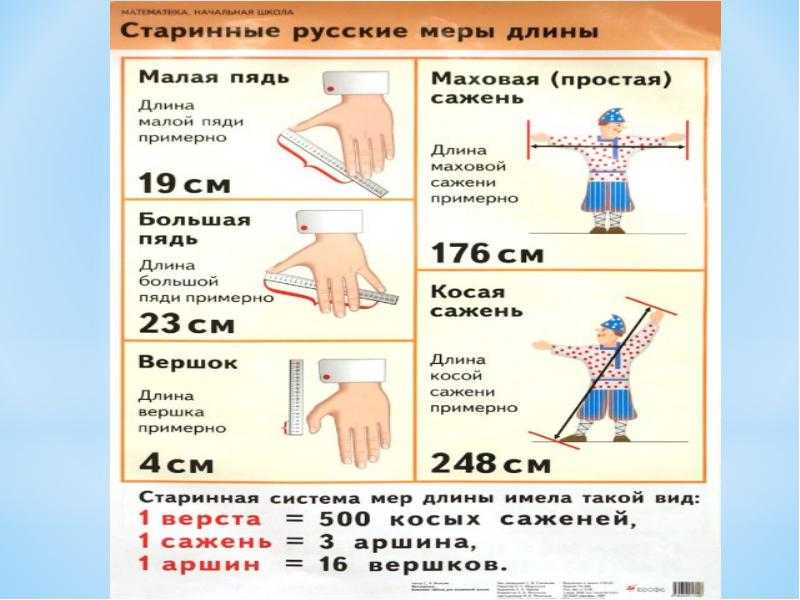 МАТЕМАТИКА, НАЧАЛЬНАЯ ШКОЛА
Старинные русские меры длины
Малая пядь
Длина
малой пяди
примерно
19 см
Большая
пядь
Длина
большой
пяди примерно
23 см
Вершок
Длина
вершка
примерно
4 см
Маховая (простая)
сажень
Длина
маховой
сажени
примерно
176 см
Косая
сажень
Длина
косой
сажени
примерно
248 см
Старинная система мер длины имела такой вид:
1 верста = 500 косых саженей,
1 сажень = 3 аршина,
1 аршин = 16 вершков.